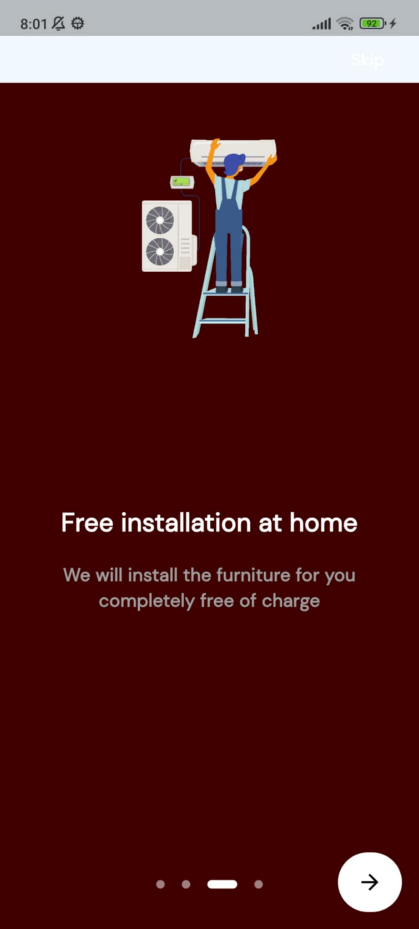 8:01
92
Skip
Free installation at home
We will install the furniture for you
completely free of charge